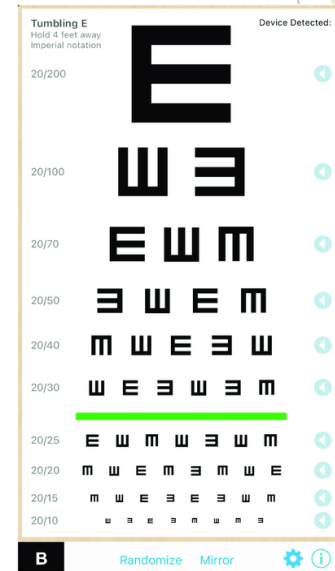 Tumbling E
Device Detected:
Hold 4 feet away
Imperial notation
20/200 E
20/100 Ш Ǝ
20/70 E Ш m
20/50 Ǝ Ш E m
20/40 m Ш E Ǝ Ш
20/30 Ш E Ǝ Ш Ǝ m
20/25 E Ш m Ш Ǝ Ш m
20/20 m Ш E m Ǝ m Ш E
20/15 m Ш E Ǝ E Ǝ Ш m
20/10
B Randomize Mirror